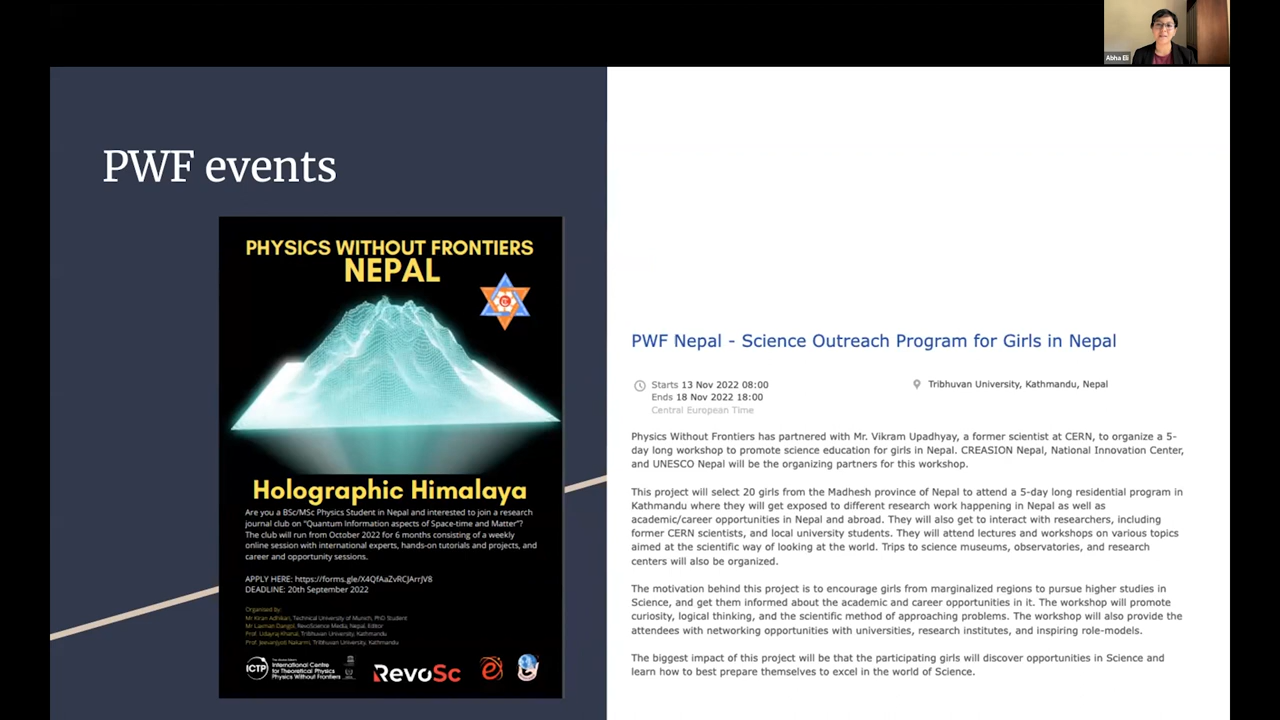 Abha Eli
PWF events
PHYSICS WITHOUT FRONTIERS
NEPAL
Holographic Himalaya
Are you a BSc/MSc Physics Student in Nepal and interested to join a research
journal club on "Quantum Information aspects of Space-time and Matter"?
The club will run from October 2022 for 6 months consisting of a weekly
online session with international experts, hands-on tutorials and projects, and
career and opportunity sessions.
APPLY HERE: https://forms.gle/X4QfAaZvRCJArrJV8
DEADLINE: 20th September 2022
Organised by:
Mr Kiran Adhikari, Technical University of Munich, PhD Student
Mr Laxman Dangol, RevoScience Media, Nepal, Editor
Prof. Udayraj Khanal, Tribhuvan University, Kathmandu
Prof. Jeevanjyoti Nakarmi, Tribhuvan University, Kathmandu
ICTP
International Centre
for Theoretical Physics
Physics Without Frontiers
RevoSc
PWF Nepal - Science Outreach Program for Girls in Nepal
Starts 13 Nov 2022 08:00
Ends 18 Nov 2022 18:00
Central European Time
Tribhuvan University, Kathmandu, Nepal
Physics Without Frontiers has partnered with Mr. Vikram Upadhyay, a former scientist at CERN, to organize a 5-
day long workshop to promote science education for girls in Nepal. CREASION Nepal, National Innovation Center,
and UNESCO Nepal will be the organizing partners for this workshop.
This project will select 20 girls from the Madhesh province of Nepal to attend a 5-day long residential program in
Kathmandu where they will get exposed to different research work happening in Nepal as well as
academic/career opportunities in Nepal and abroad. They will also get to interact with researchers, including
former CERN scientists, and local university students. They will attend lectures and workshops on various topics
aimed at the scientific way of looking at the world. Trips to science museums, observatories, and research
centers will also be organized.
The motivation behind this project is to encourage girls from marginalized regions to pursue higher studies in
Science, and get them informed about the academic and career opportunities in it. The workshop will promote
curiosity, logical thinking, and the scientific method of approaching problems. The workshop will also provide the
attendees with networking opportunities with universities, research institutes, and inspiring role-models.
The biggest impact of this project will be that the participating girls will discover opportunities in Science and
learn how to best prepare themselves to excel in the world of Science.